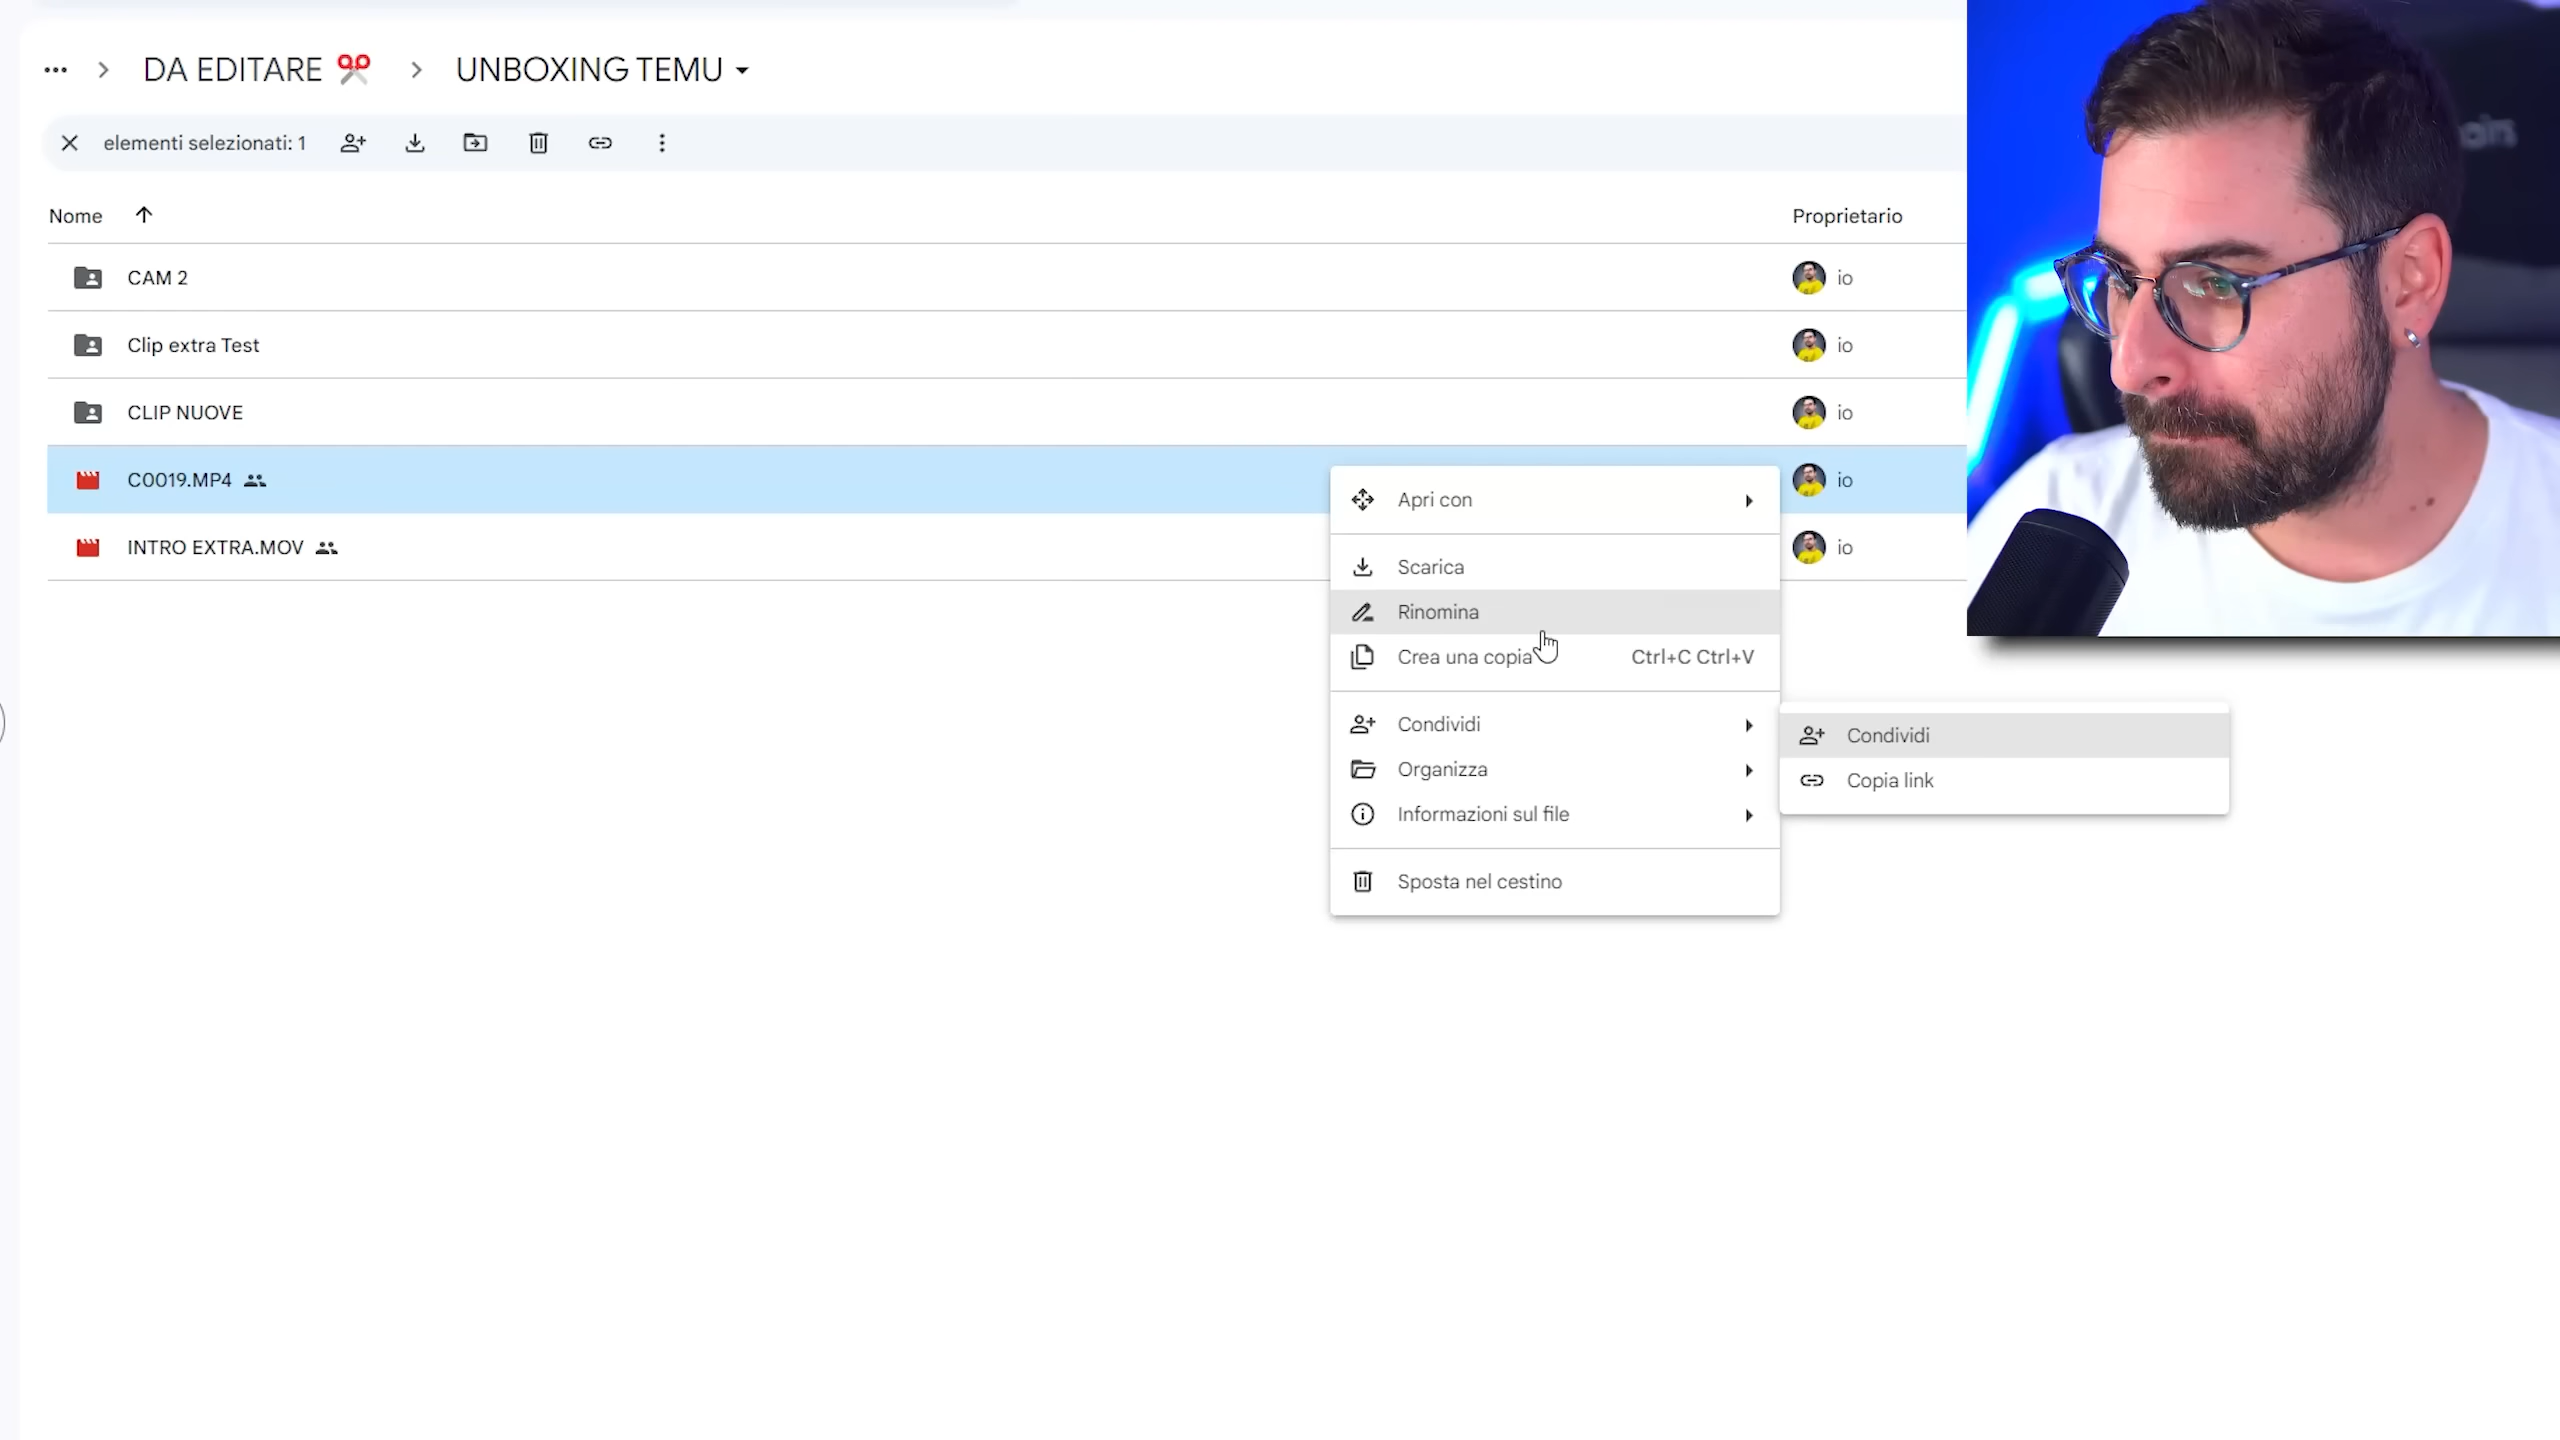 DA EDITARE
UNBOXING TEMU
elementi selezionati: 1
Nome
Proprietario
CAM 2
io
Clip extra Test
io
CLIP NUOVE
io
C0019.MP4
io
INTRO EXTRA.MOV
io
Apri con
Scarica
Rinomina
Crea una copia
Ctrl+C Ctrl+V
Condividi
Organizza
Informazioni sul file
Sposta nel cestino
Condividi
Copia link